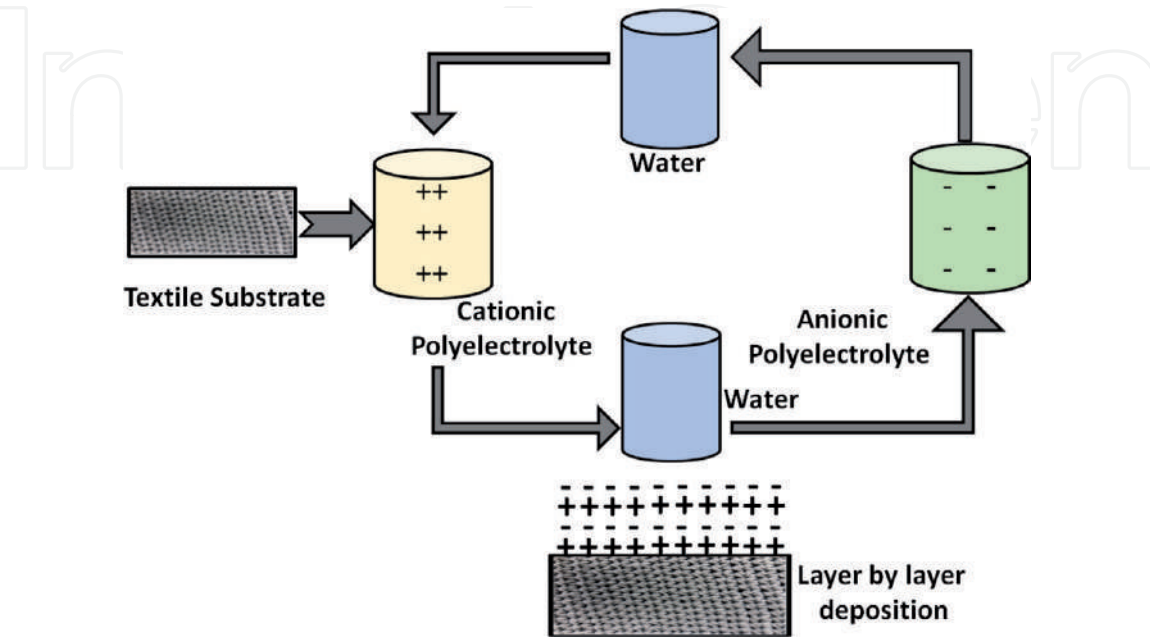 Water
++
++
++
- -
- -
- -
Textile Substrate
Cationic
Polyelectrolyte
Anionic
Polyelectrolyte
Water
- - - - - - - - - -
++++ ++++++
- - - - - - - - - -
++++ ++++++
Layer by layer
deposition